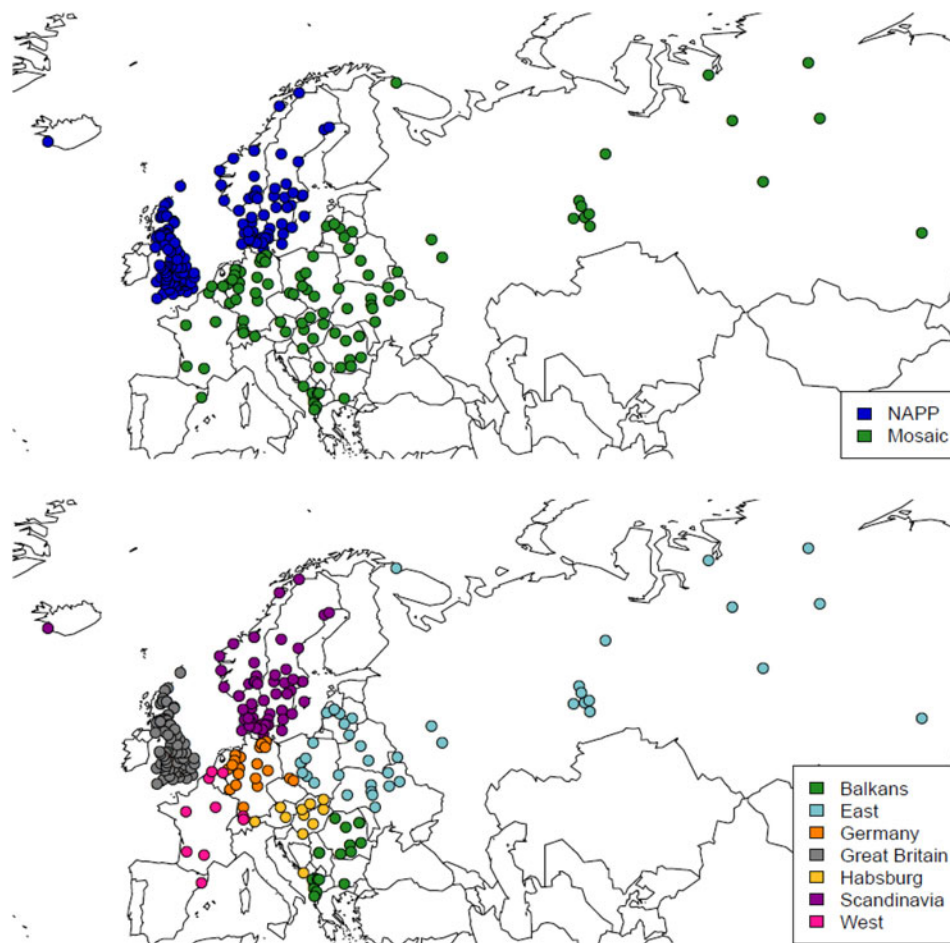 NAPP
Mosaic
Balkans
East
Germany
Great Britain
Habsburg
Scandinavia
West